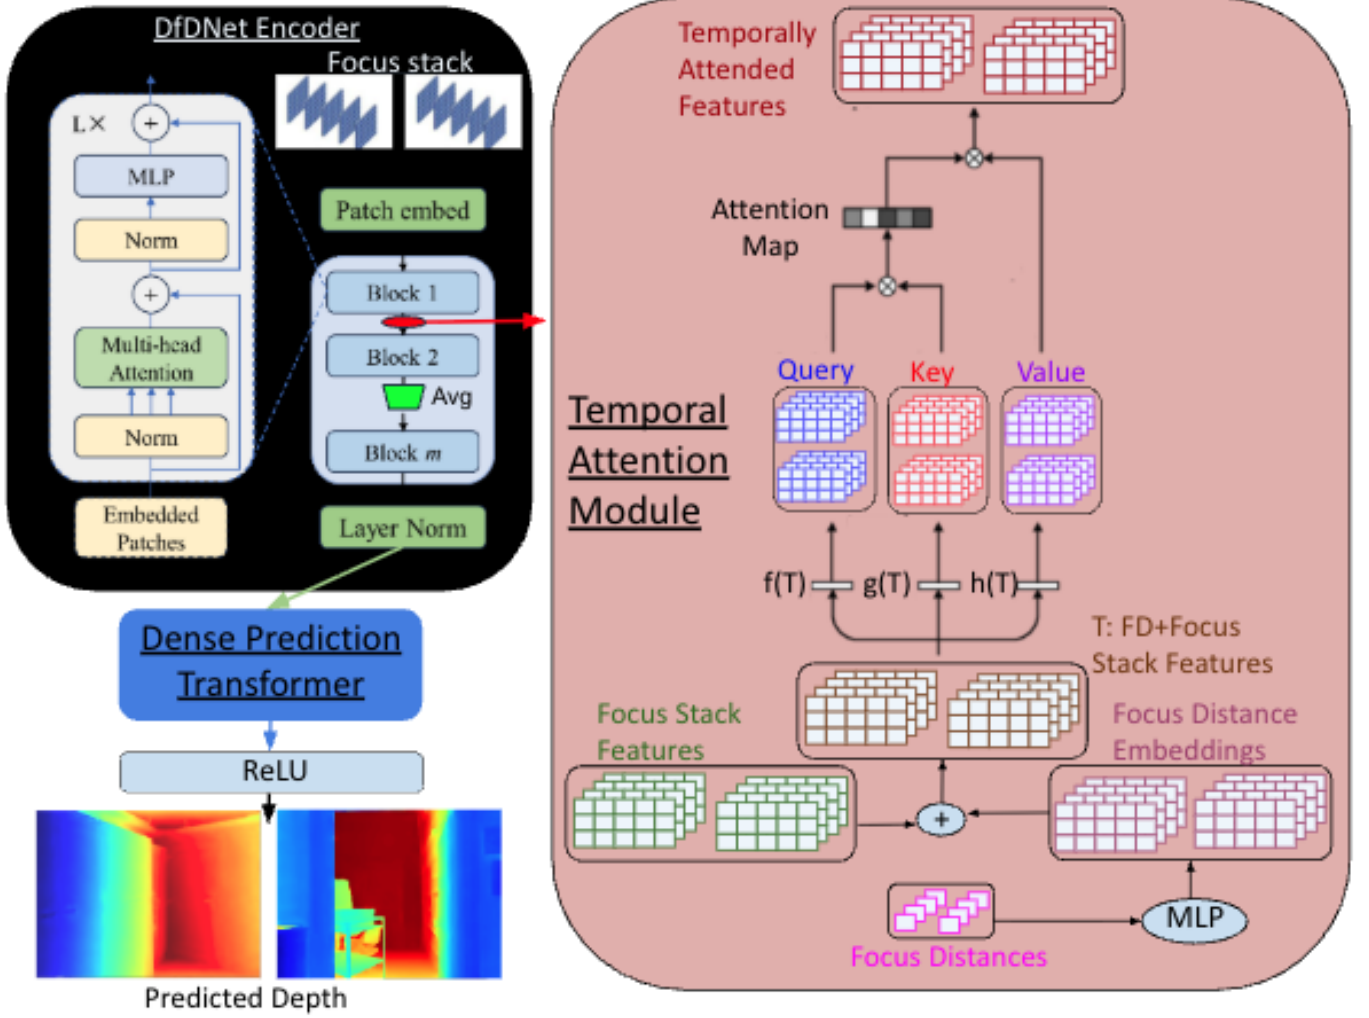 DfDNet Encoder
Focus stack
L×
+
MLP
Norm
+
Multi-head
Attention
Norm
Embedded
Patches
Patch embed
Block 1
Block 2
Avg
Block m
Layer Norm
Dense Prediction
Transformer
ReLU
Predicted Depth
Temporally
Attended
Features
Attention
Map
Query
Key
Value
Temporal
Attention
Module
f(T)
g(T)
h(T)
T: FD+Focus
Stack Features
Focus Stack
Features
Focus Distance
Embeddings
+
MLP
Focus Distances